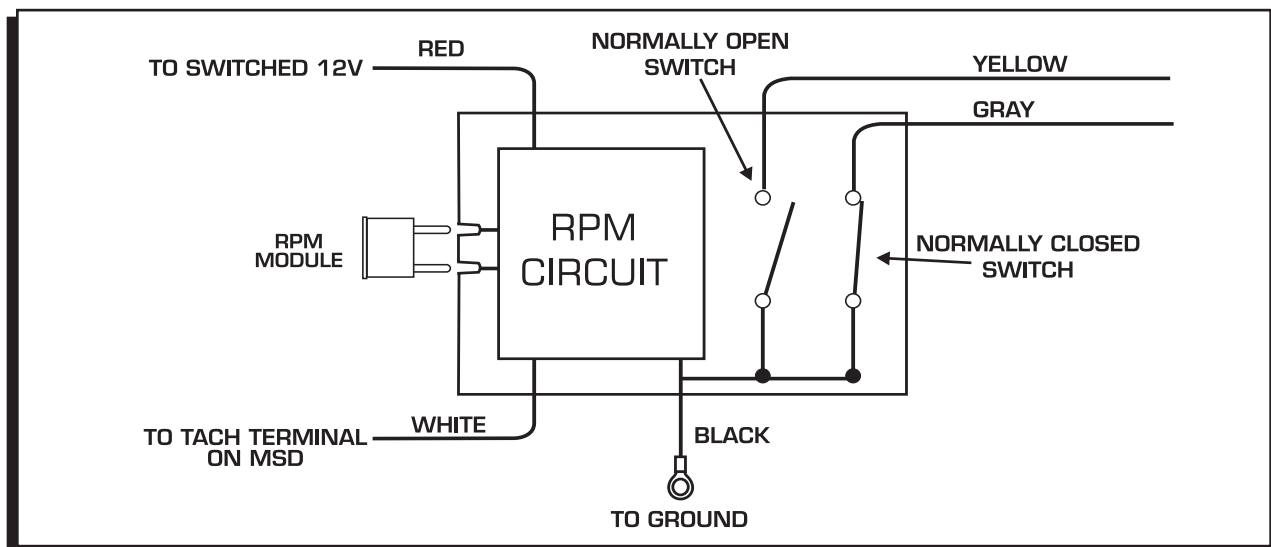 RED
TO SWITCHED 12V
NORMALLY OPEN
SWITCH
YELLOW
GRAY
RPM
MODULE
RPM
CIRCUIT
NORMALLY CLOSED
SWITCH
WHITE
TO TACH TERMINAL
ON MSD
BLACK
TO GROUND